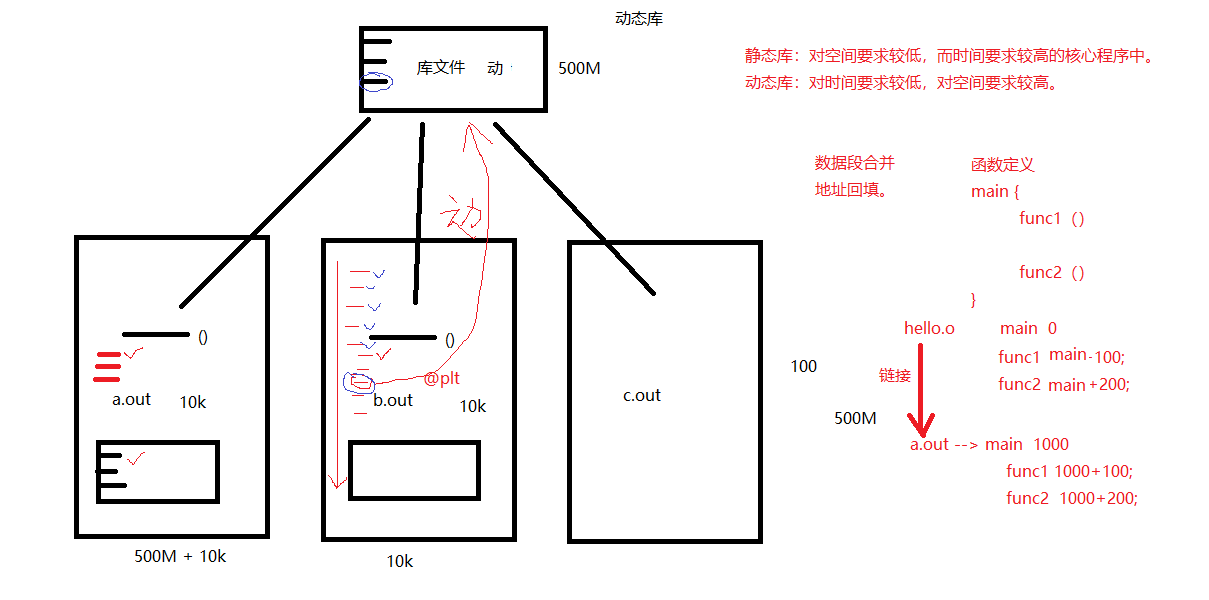 动态库
库文件 动
500M
静态库：对空间要求较低，而时间要求较高的核心程序中。
动态库：对时间要求较低，对空间要求较高。
数据段合并
地址回填。
函数定义
main {
func1 ()
func2 ()
}
动
()
a.out 10k
500M + 10k
()
@plt
b.out 10k
10k
c.out
100
500M
hello.o main 0
func1 main-100;
func2 main+200;
链接
a.out --> main 1000
func1 1000+100;
func2 1000+200;